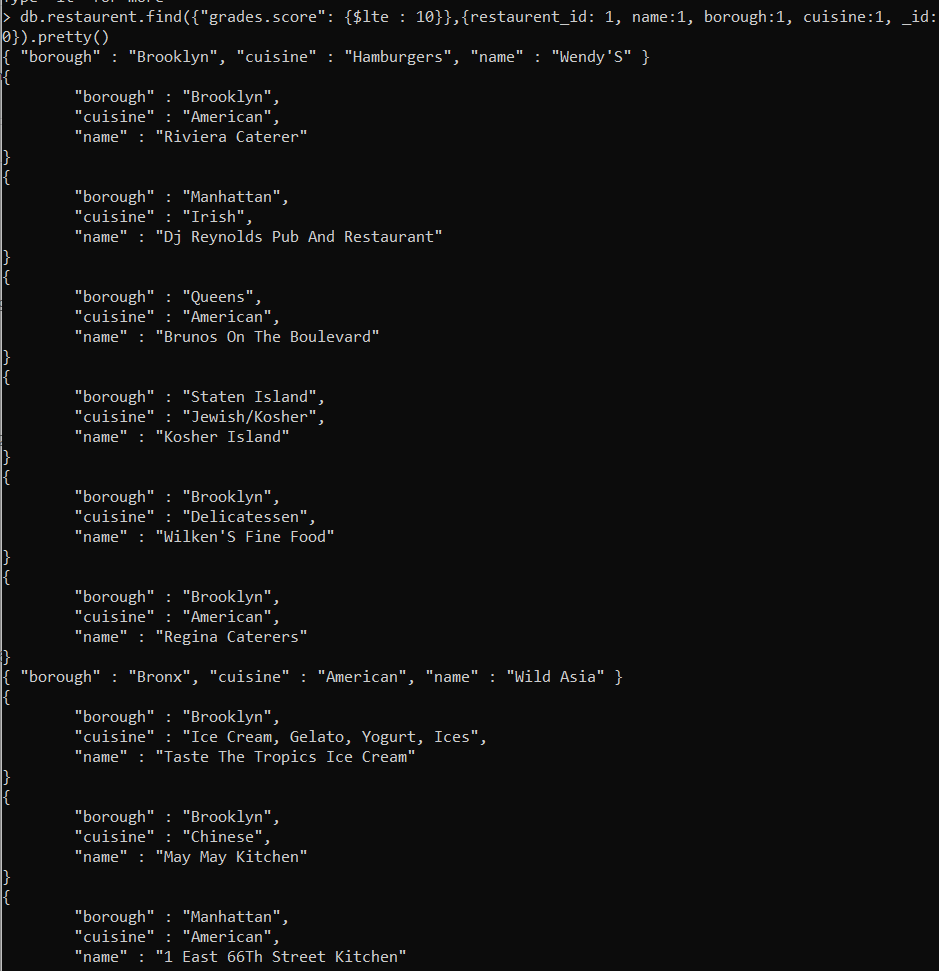 Type "it" for more
> db.restaurent.find({"grades.score": {$lte : 10}},{restaurent_id: 1, name:1, borough:1, cuisine:1, _id:
0}).pretty()
{ "borough" : "Brooklyn", "cuisine" : "Hamburgers", "name" : "Wendy'S" }
{
        "borough" : "Brooklyn",
        "cuisine" : "American",
        "name" : "Riviera Caterer"
}
{
        "borough" : "Manhattan",
        "cuisine" : "Irish",
        "name" : "Dj Reynolds Pub And Restaurant"
}
{
        "borough" : "Queens",
        "cuisine" : "American",
        "name" : "Brunos On The Boulevard"
}
{
        "borough" : "Staten Island",
        "cuisine" : "Jewish/Kosher",
        "name" : "Kosher Island"
}
{
        "borough" : "Brooklyn",
        "cuisine" : "Delicatessen",
        "name" : "Wilken'S Fine Food"
}
{
        "borough" : "Brooklyn",
        "cuisine" : "American",
        "name" : "Regina Caterers"
}
{ "borough" : "Bronx", "cuisine" : "American", "name" : "Wild Asia" }
{
        "borough" : "Brooklyn",
        "cuisine" : "Ice Cream, Gelato, Yogurt, Ices",
        "name" : "Taste The Tropics Ice Cream"
}
{
        "borough" : "Brooklyn",
        "cuisine" : "Chinese",
        "name" : "May May Kitchen"
}
{
        "borough" : "Manhattan",
        "cuisine" : "American",
        "name" : "1 East 66Th Street Kitchen"